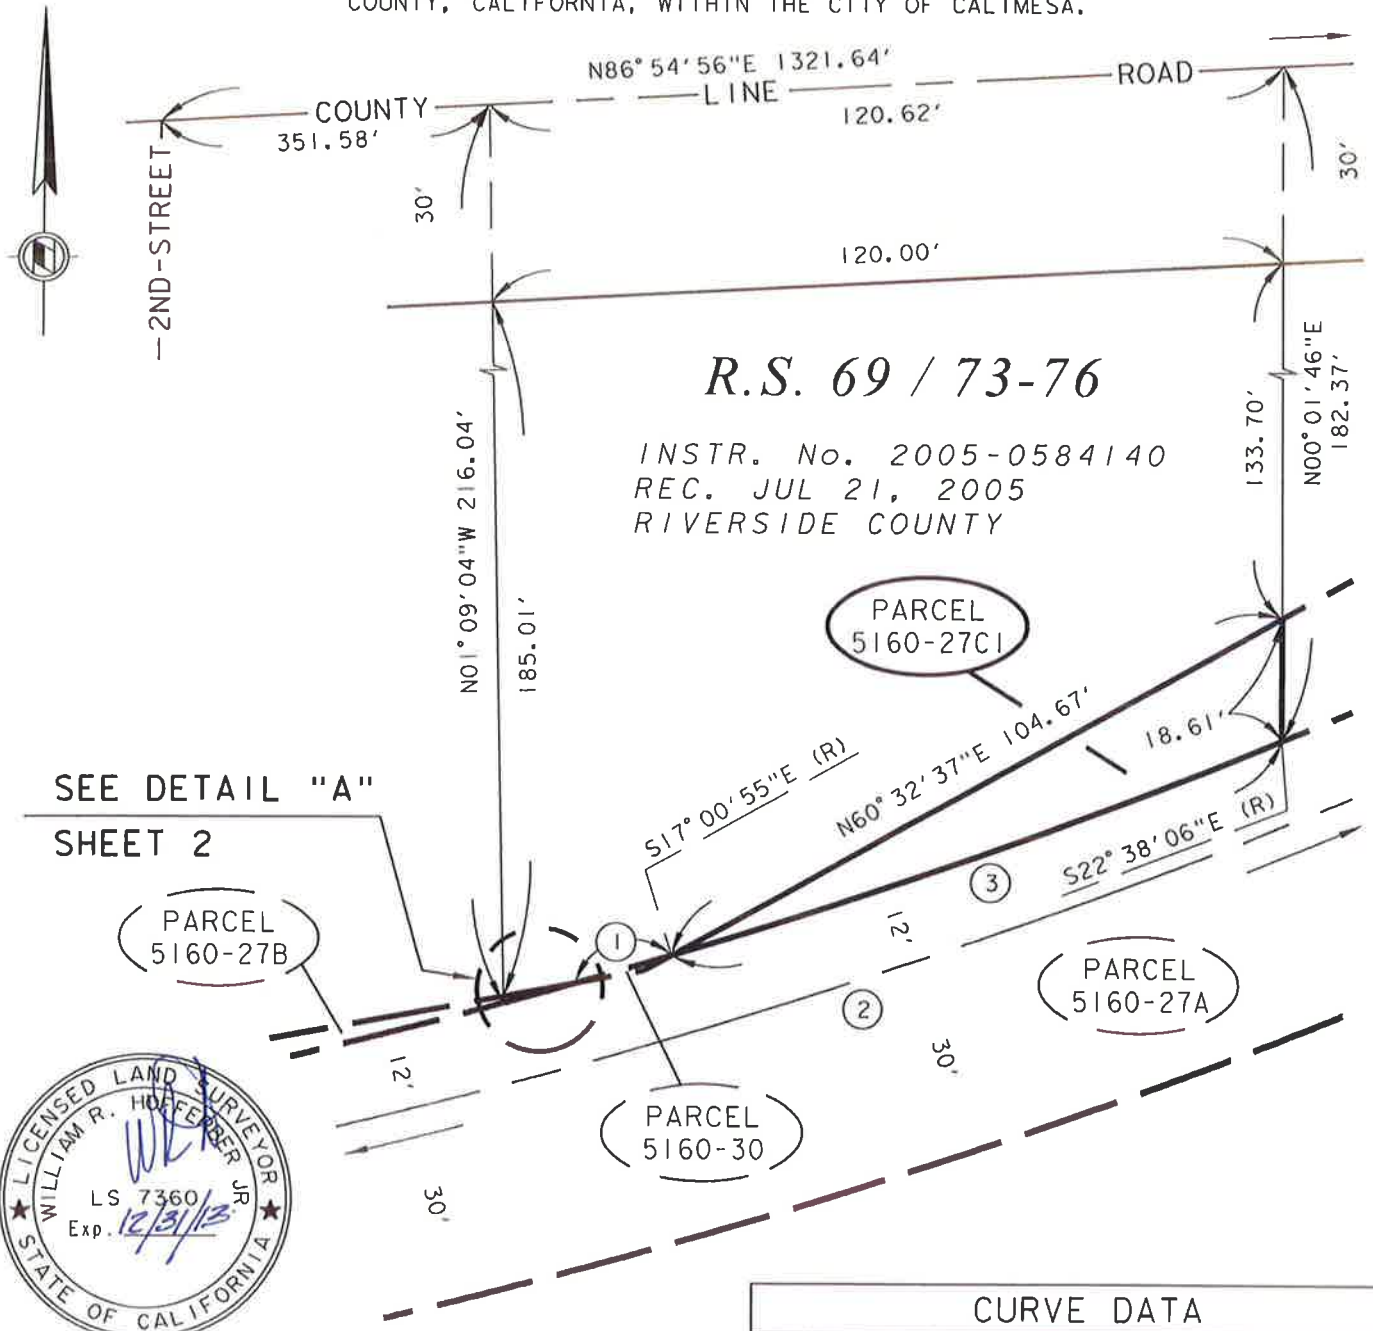 COUNTY, CALIFORNIA, WITHIN THE CITY OF CALIMESA.
N86°54'56"E 1321.64'
COUNTY LINE ROAD
351.58'
120.62'
2ND-STREET
30'
30'
120.00'
R.S. 69 / 73-76
INSTR. No. 2005-0584140
REC. JUL 21, 2005
RIVERSIDE COUNTY
N01°09'04"W 216.04'
185.01'
133.70'
N00°01'46"E
182.37'
PARCEL
5160-27C1
S17°00'55"E (R)
N60°32'37"E 104.67'
18.61'
S22°38'06"E (R)
SEE DETAIL "A"
SHEET 2
PARCEL
5160-27B
1
3
12'
2
PARCEL
5160-27A
30'
12'
PARCEL
5160-30
30'
LICENSED LAND SURVEYOR
WILLIAM R. HOFFERBER JR
LS 7360
Exp. 12/31/13
STATE OF CALIFORNIA
CURVE DATA